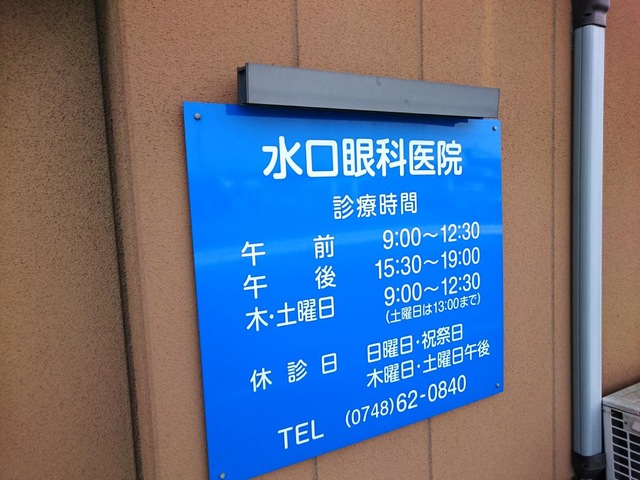 水口眼科医院
診療時間
午前 9:00～12:30
午後 15:30～19:00
木・土曜日 9:00～12:30
(土曜日は13:00まで)
休診日 日曜日・祝祭日
木曜日・土曜日午後
TEL (0748)62-0840